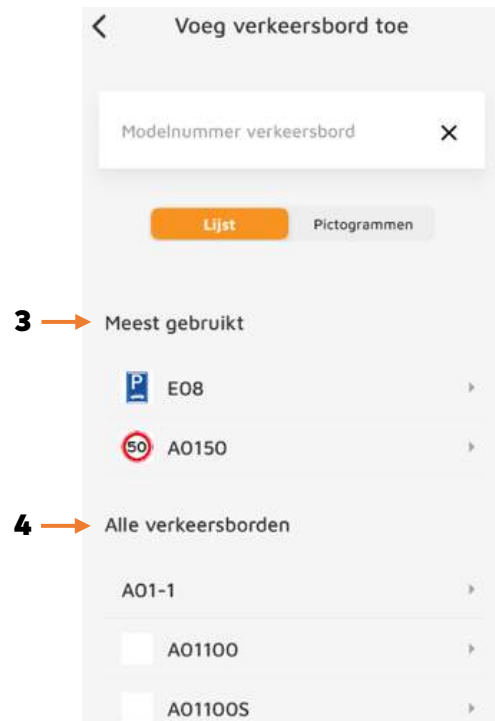 Voeg verkeersbord toe
Modelnummer verkeersbord
Lijst Pictogrammen
3 Meest gebruikt
P E08
50 A0150
4 Alle verkeersborden
A01-1
A01100
A01100S